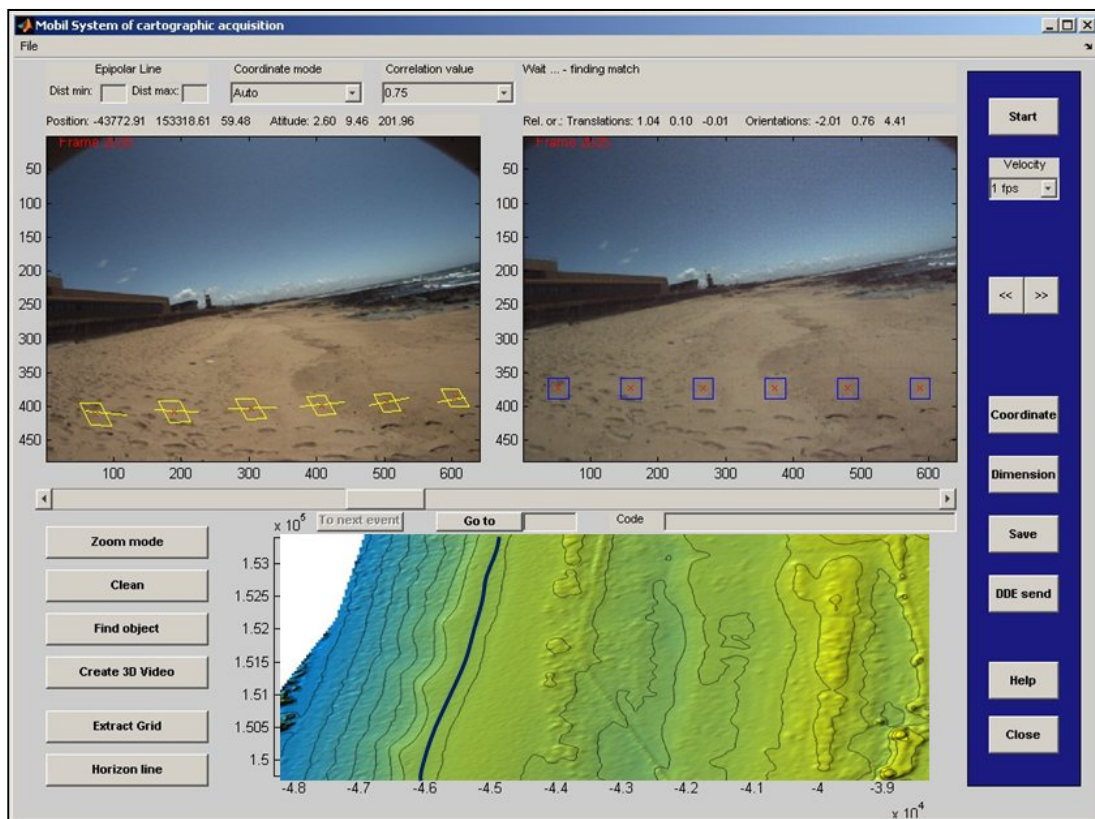 Mobil System of cartographic acquisition
File
Epipolar Line
Dist min: Dist max:
Coordinate mode
Auto
Correlation value
0.75
Wait ... - finding match
Position: -43772.91 153318.61 59.48 Atitude: 2.60 9.46 201.96
Rel. or.: Translations: 1.04 0.10 -0.01 Orientations: -2.01 0.76 4.41
50
100
150
200
250
300
350
400
450
100 200 300 400 500 600
50
100
150
200
250
300
350
400
450
100 200 300 400 500 600
Start
Velocity
1 fps
<< >>
Coordinate
Dimension
Save
DDE send
Help
Close
To next event Go to Code
Zoom mode
Clean
Find object
Create 3D Video
Extract Grid
Horizon line
x 10⁵
1.53
1.525
1.52
1.515
1.51
1.505
1.5
-4.8 -4.7 -4.6 -4.5 -4.4 -4.3 -4.2 -4.1 -4 -3.9
x 10⁴